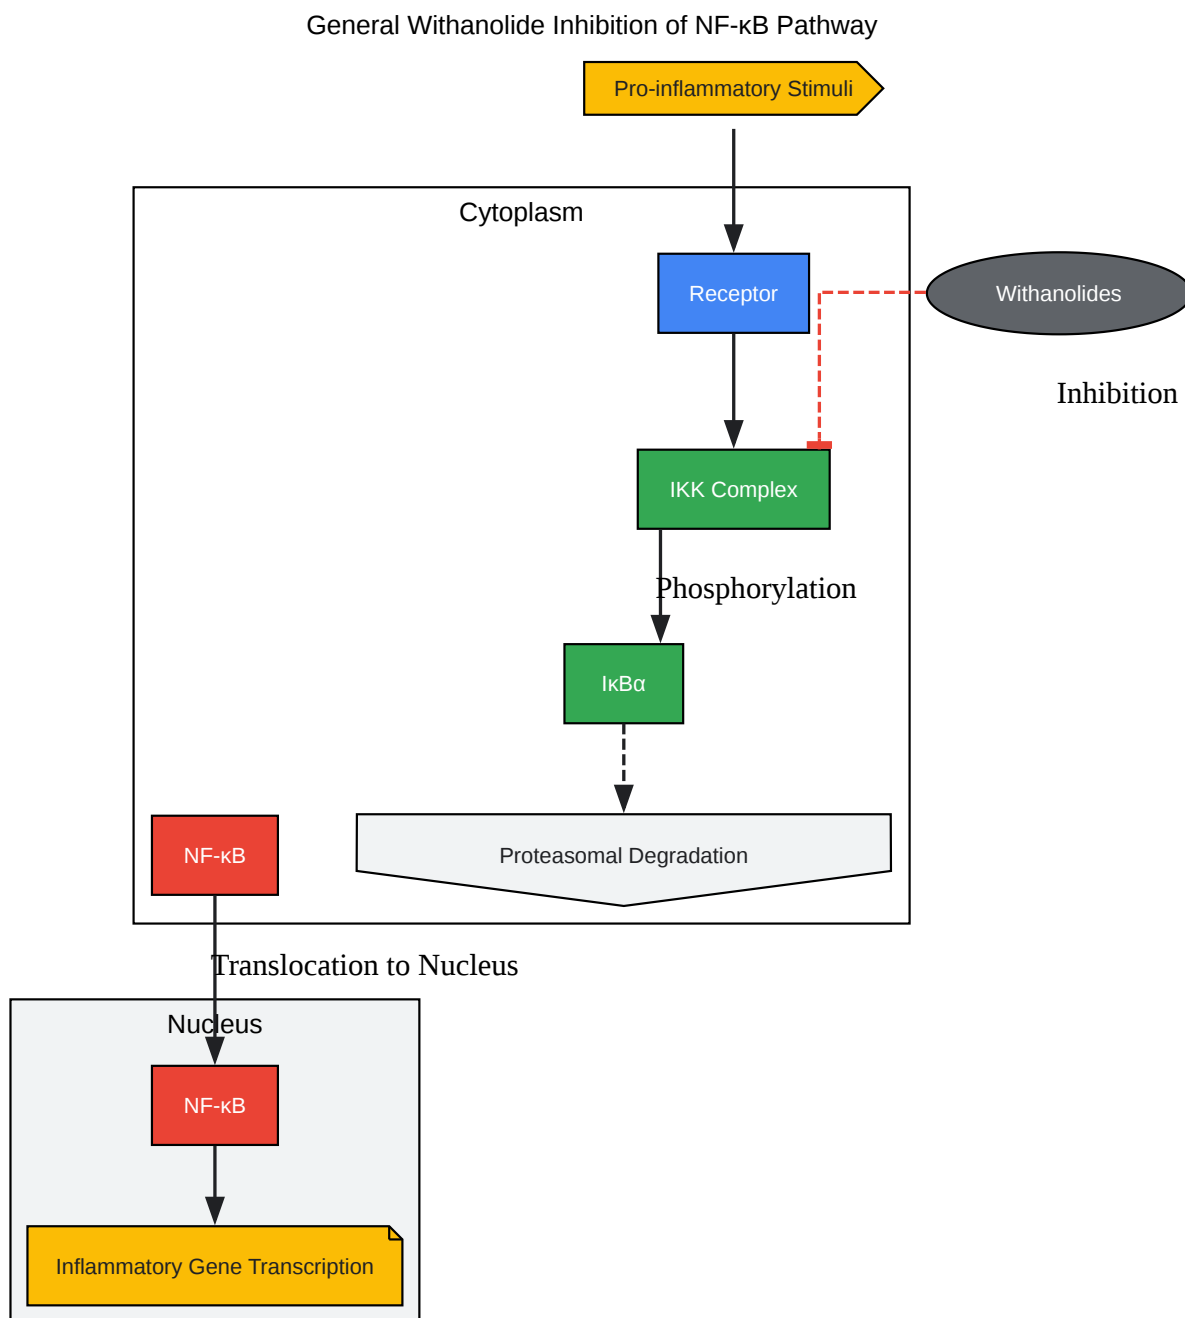 General Withanolide Inhibition of NF-κB Pathway
Pro-inflammatory Stimuli
Cytoplasm
Receptor
Withanolides
Inhibition
IKK Complex
Phosphorylation
IκBα
NF-κB
Proteasomal Degradation
Translocation to Nucleus
Nucleus
NF-κB
Inflammatory Gene Transcription